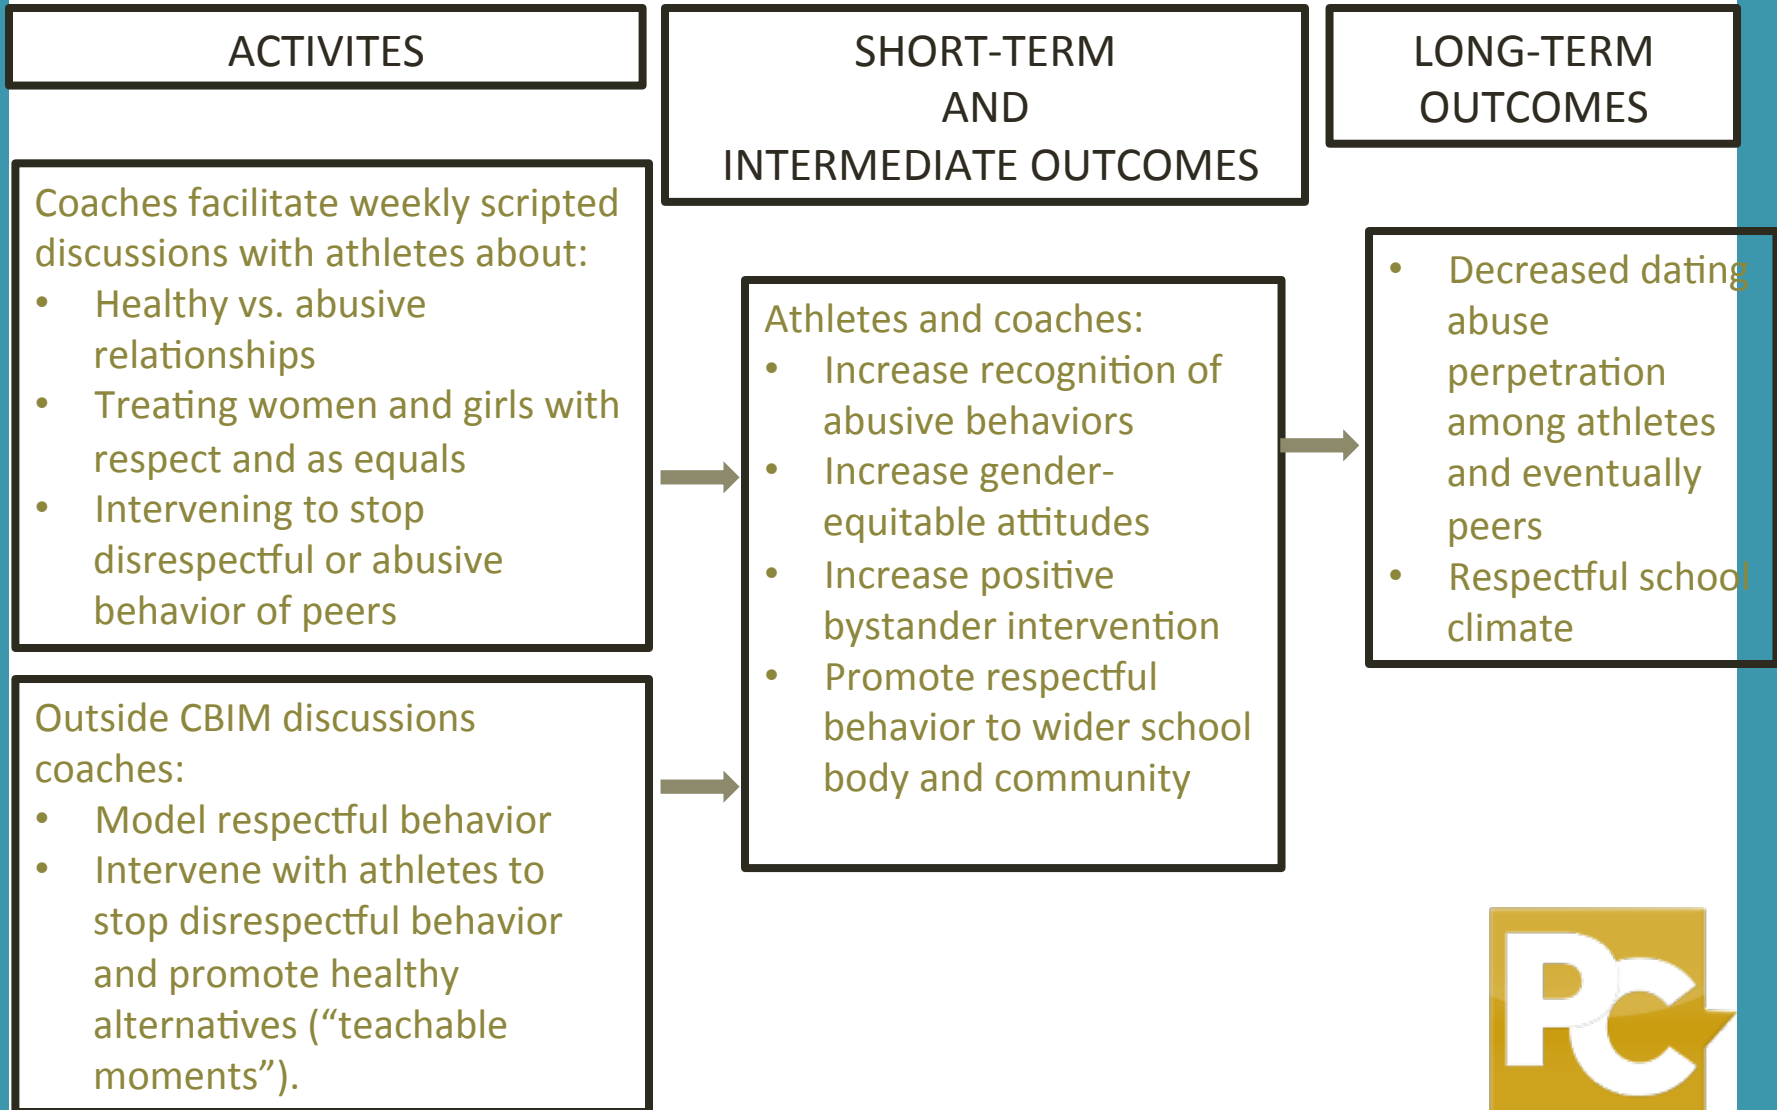 ACTIVITES
SHORT-TERM
AND
INTERMEDIATE OUTCOMES
LONG-TERM
OUTCOMES
Coaches facilitate weekly scripted
discussions with athletes about:
• Healthy vs. abusive
relationships
• Treating women and girls with
respect and as equals
• Intervening to stop
disrespectful or abusive
behavior of peers
Outside CBIM discussions
coaches:
• Model respectful behavior
• Intervene with athletes to
stop disrespectful behavior
and promote healthy
alternatives (“teachable
moments”).
Athletes and coaches:
• Increase recognition of
abusive behaviors
• Increase gender-
equitable attitudes
• Increase positive
bystander intervention
• Promote respectful
behavior to wider school
body and community
• Decreased dating
abuse
perpetration
among athletes
and eventually
peers
• Respectful school
climate
PC